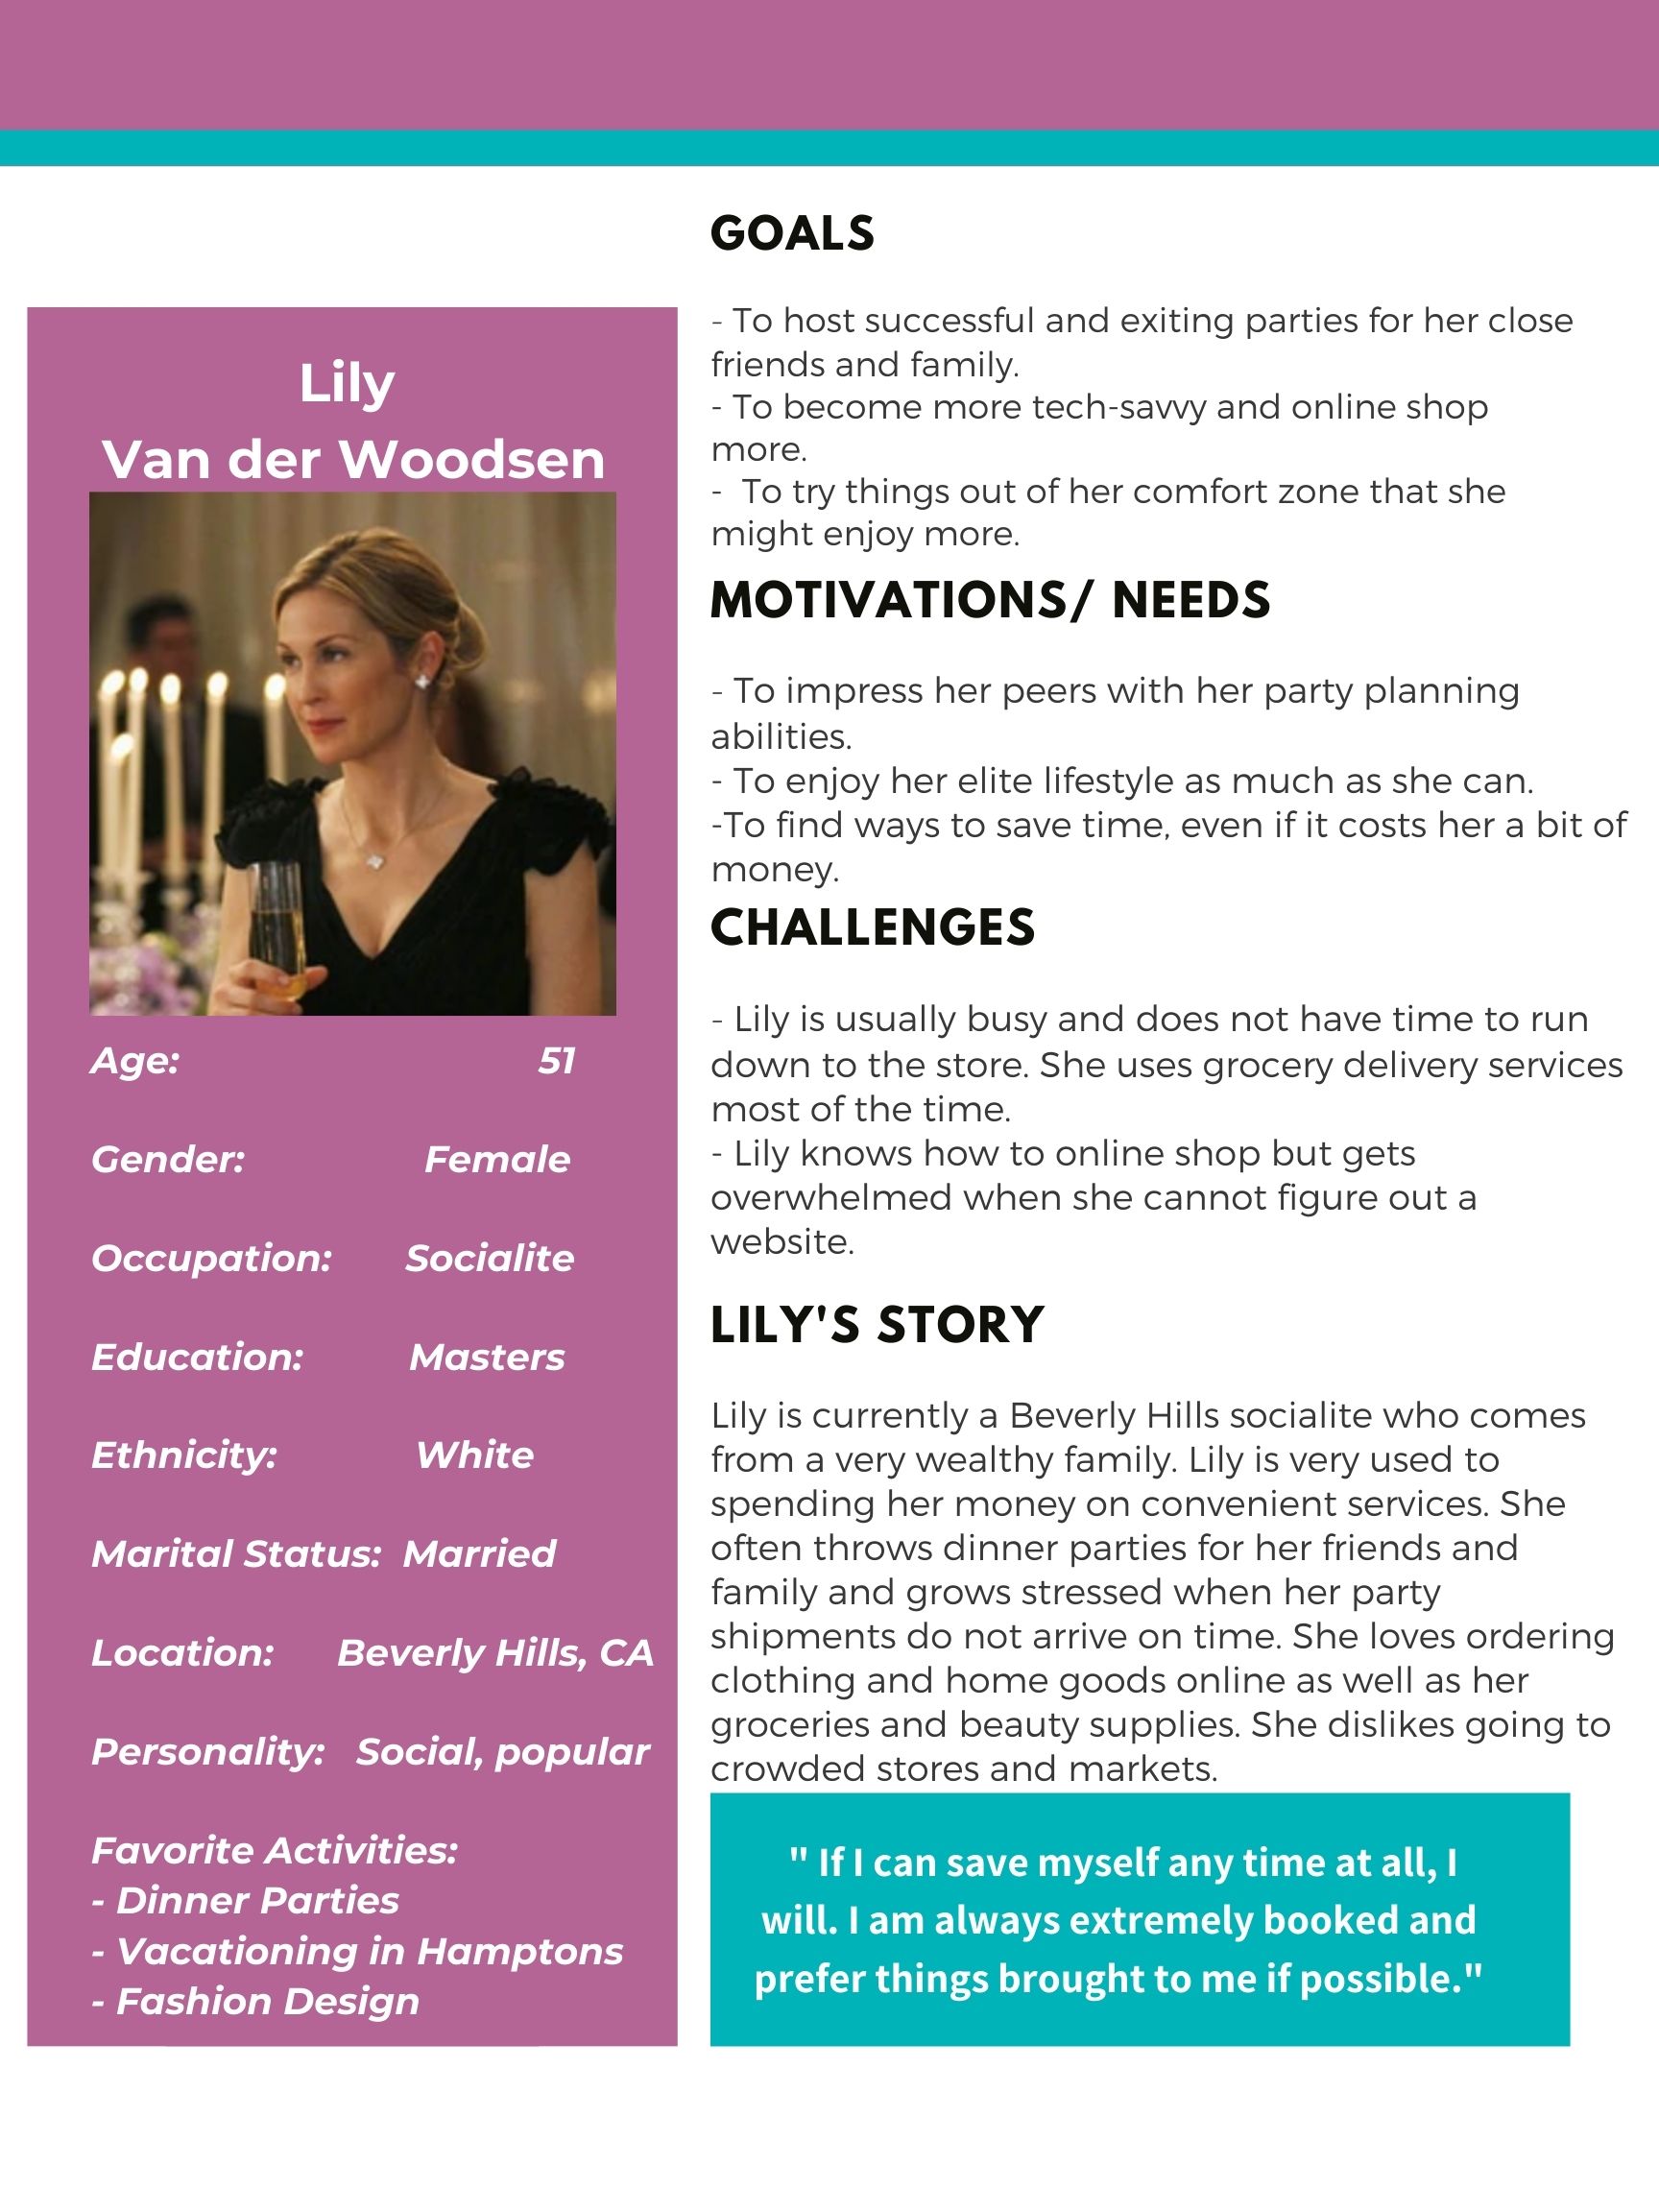 Lily
Van der Woodsen
Age: 51
Gender: Female
Occupation: Socialite
Education: Masters
Ethnicity: White
Marital Status: Married
Location: Beverly Hills, CA
Personality: Social, popular
Favorite Activities:
- Dinner Parties
- Vacationing in Hamptons
- Fashion Design
GOALS
- To host successful and exiting parties for her close
friends and family.
- To become more tech-savvy and online shop
more.
- To try things out of her comfort zone that she
might enjoy more.
MOTIVATIONS/ NEEDS
- To impress her peers with her party planning
abilities.
- To enjoy her elite lifestyle as much as she can.
-To find ways to save time, even if it costs her a bit of
money.
CHALLENGES
- Lily is usually busy and does not have time to run
down to the store. She uses grocery delivery services
most of the time.
- Lily knows how to online shop but gets
overwhelmed when she cannot figure out a
website.
LILY'S STORY
Lily is currently a Beverly Hills socialite who comes
from a very wealthy family. Lily is very used to
spending her money on convenient services. She
often throws dinner parties for her friends and
family and grows stressed when her party
shipments do not arrive on time. She loves ordering
clothing and home goods online as well as her
groceries and beauty supplies. She dislikes going to
crowded stores and markets.
" If I can save myself any time at all, I
will. I am always extremely booked and
prefer things brought to me if possible."